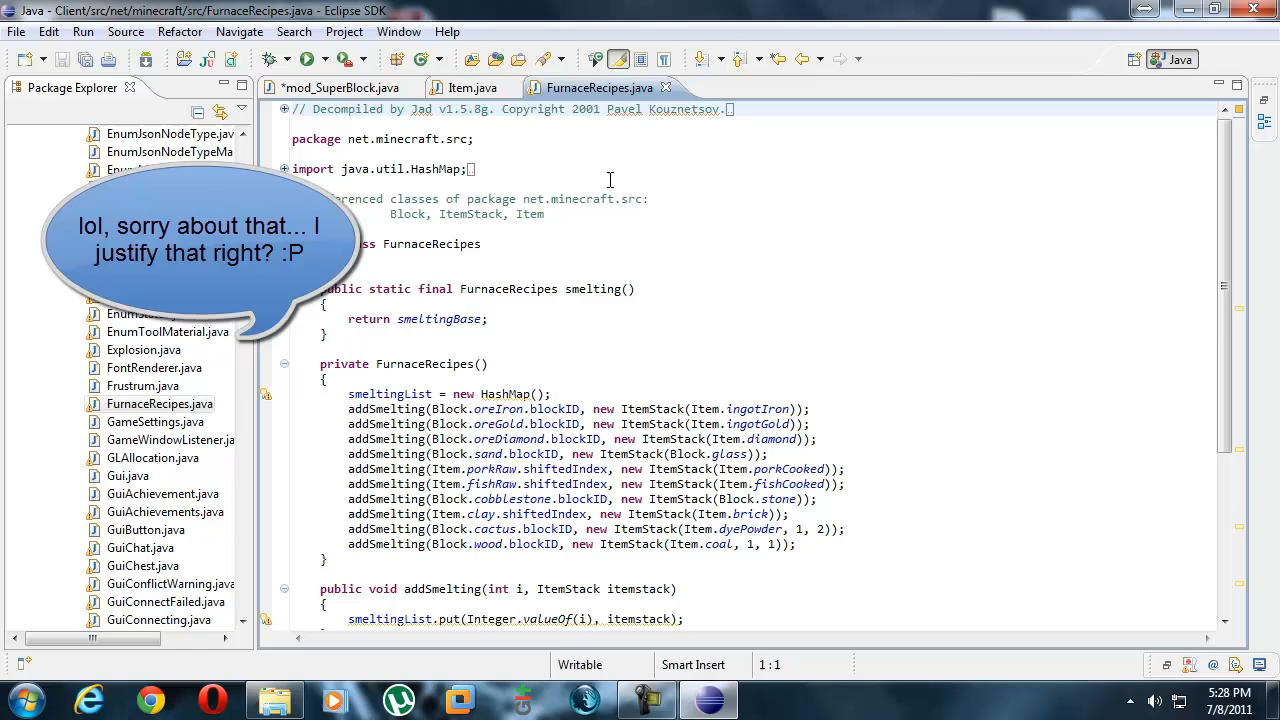 Java - Client/src/net/minecraft/src/FurnaceRecipes.java - Eclipse SDK
File Edit Run Source Refactor Navigate Search Project Window Help
Java
Package Explorer
*mod_SuperBlock.java Item.java FurnaceRecipes.java
EnumJsonNodeType.jav
EnumJsonNodeTypeMa
lol, sorry about that... I
justify that right? :P
EnumToolMaterial.java
Explosion.java
FontRenderer.java
Frustrum.java
FurnaceRecipes.java
GameSettings.java
GameWindowListener.ja
GLAllocation.java
Gui.java
GuiAchievement.java
GuiAchievements.java
GuiButton.java
GuiChat.java
GuiChest.java
GuiConflictWarning.java
GuiConnectFailed.java
GuiConnecting.java
// Decompiled by Jad v1.5.8g. Copyright 2001 Pavel Kouznetsov.
package net.minecraft.src;
import java.util.HashMap;
erenced classes of package net.minecraft.src:
Block, ItemStack, Item
ss FurnaceRecipes
public static final FurnaceRecipes smelting()
{
return smeltingBase;
}
private FurnaceRecipes()
{
smeltingList = new HashMap();
addSmelting(Block.oreIron.blockID, new ItemStack(Item.ingotIron));
addSmelting(Block.oreGold.blockID, new ItemStack(Item.ingotGold));
addSmelting(Block.oreDiamond.blockID, new ItemStack(Item.diamond));
addSmelting(Block.sand.blockID, new ItemStack(Block.glass));
addSmelting(Item.porkRaw.shiftedIndex, new ItemStack(Item.porkCooked));
addSmelting(Item.fishRaw.shiftedIndex, new ItemStack(Item.fishCooked));
addSmelting(Block.cobblestone.blockID, new ItemStack(Block.stone));
addSmelting(Item.clay.shiftedIndex, new ItemStack(Item.brick));
addSmelting(Block.cactus.blockID, new ItemStack(Item.dyePowder, 1, 2));
addSmelting(Block.wood.blockID, new ItemStack(Item.coal, 1, 1));
}
public void addSmelting(int i, ItemStack itemstack)
{
smeltingList.put(Integer.valueOf(i), itemstack);
Writable Smart Insert 1 : 1
5:28 PM
7/8/2011